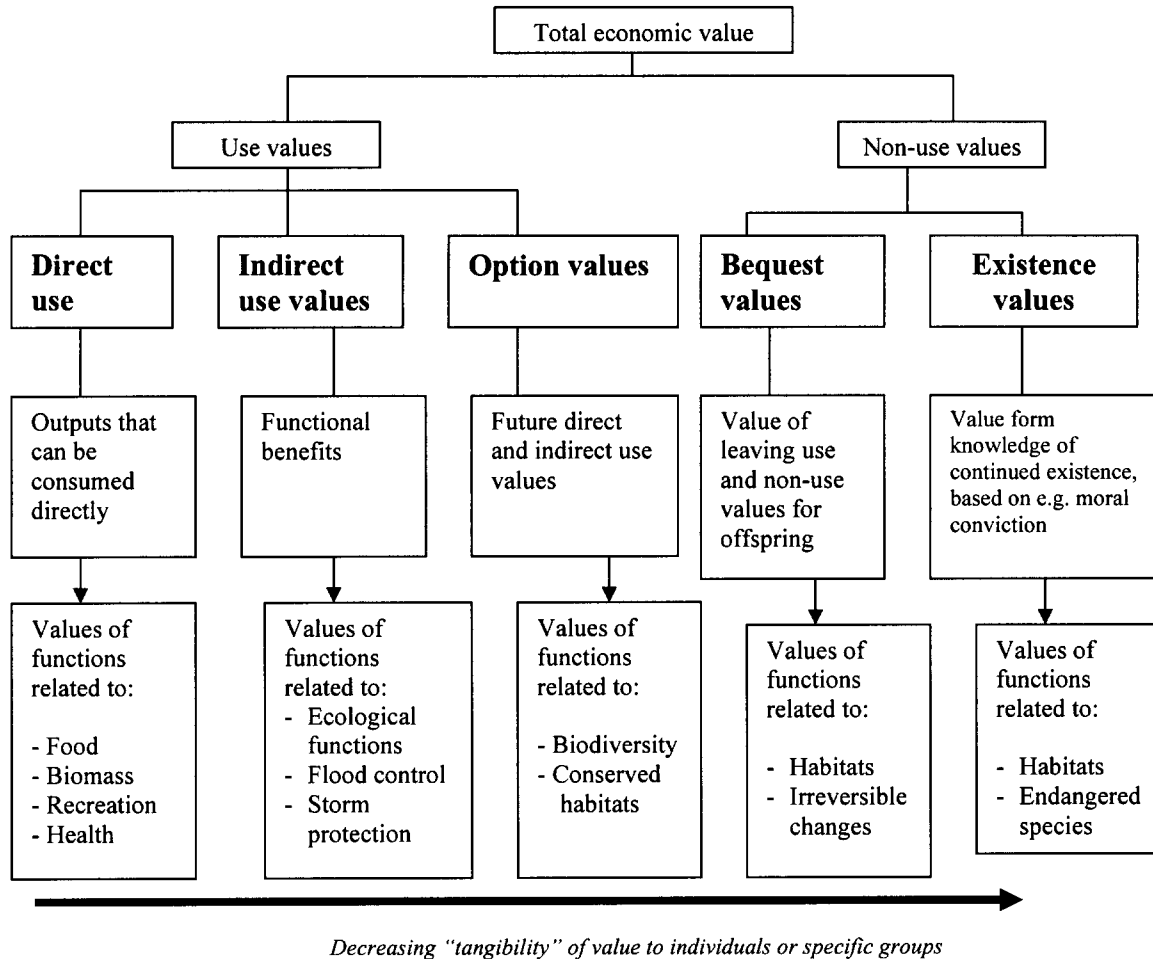 Total economic value
Use values
Non-use values
Direct
use
Indirect
use values
Option values
Bequest
values
Existence
values
Outputs that
can be
consumed
directly
Functional
benefits
Future direct
and indirect use
values
Value of
leaving use
and non-use
values for
offspring
Value form
knowledge of
continued existence,
based on e.g. moral
conviction
Values of
functions
related to:
- Food
- Biomass
- Recreation
- Health
Values of
functions
related to:
- Ecological
functions
- Flood control
- Storm
protection
Values of
functions
related to:
- Biodiversity
- Conserved
habitats
Values of
functions
related to:
- Habitats
- Irreversible
changes
Values of
functions
related to:
- Habitats
- Endangered
species
Decreasing "tangibility" of value to individuals or specific groups